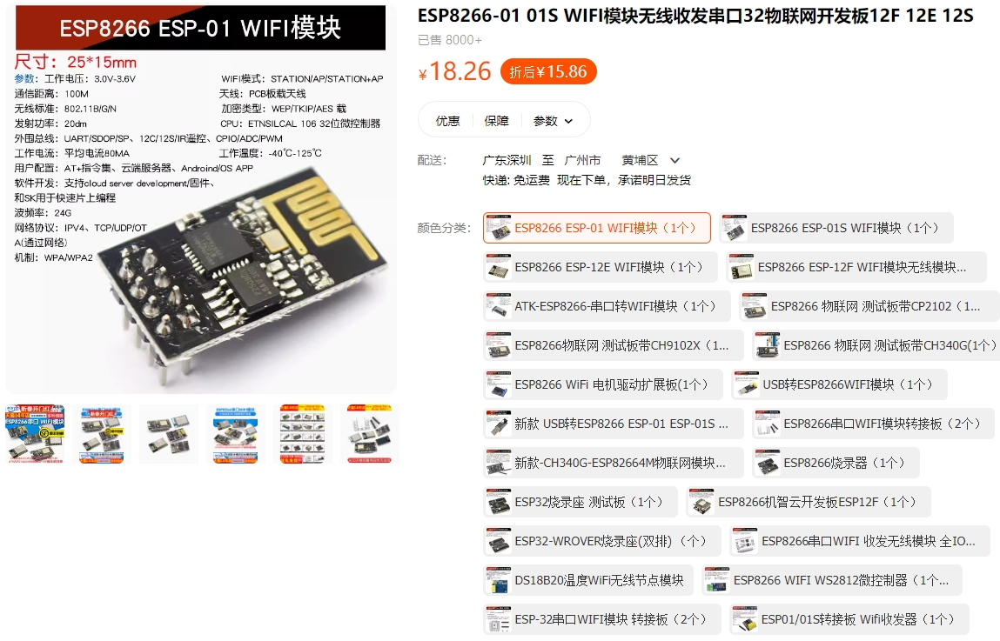 ESP8266 ESP-01 WIFI模块
尺寸：25*15mm
参数：工作电压：3.0V-3.6V
WIFI模式：STATION/AP/STATION+AP
通信距离：100M
天线：PCB板载天线
无线标准：802.11B/G/N
加密类型：WEP/TKIP/AES 载
发射功率：20dm
CPU：ETNSILCAL 106 32位微控制器
外围总线：UART/SDOP/SP、12C/12S/IR遥控、CPIO/ADC/PWM
工作电流：平均电流80MA
工作温度：-40℃-125℃
用户配置：AT+指令集、云端服务器、Androind/OS APP
软件开发：支持cloud server development/固件、
和SK用于快速片上编程
波频率：24G
网络协议：IPV4、TCP/UDP/OT
A(通过网络)
机制：WPA/WPA2
ESP8266-01 01S WIFI模块无线收发串口32物联网开发板12F 12E 12S
已售 8000+
¥18.26 折后¥15.86
优惠 保障 参数
配送： 广东深圳 至 广州市 黄埔区
快递: 免运费 现在下单，承诺明日发货
颜色分类：
ESP8266 ESP-01 WIFI模块（1个）
ESP8266 ESP-01S WIFI模块（1个）
ESP8266 ESP-12E WIFI模块（1个）
ESP8266 ESP-12F WIFI模块无线模块...
ATK-ESP8266-串口转WIFI模块（1个）
ESP8266 物联网 测试板带CP2102（1...
ESP8266物联网 测试板带CH9102X（1...
ESP8266 物联网 测试板带CH340G(1个）
ESP8266 WiFi 电机驱动扩展板(1个）
USB转ESP8266WIFI模块（1个）
新款 USB转ESP8266 ESP-01 ESP-01S ...
ESP8266串口WIFI模块转接板（2个）
新款-CH340G-ESP82664M物联网模块...
ESP8266烧录器（1个）
ESP32烧录座 测试板（1个）
ESP8266机智云开发板ESP12F（1个）
ESP32-WROVER烧录座(双排) （个）
ESP8266串口WIFI 收发无线模块 全IO...
DS18B20温度WiFi无线节点模块
ESP8266 WIFI WS2812微控制器（1个...
ESP-32串口WIFI模块 转接板（2个）
ESP01/01S转接板 Wifi收发器（1个）